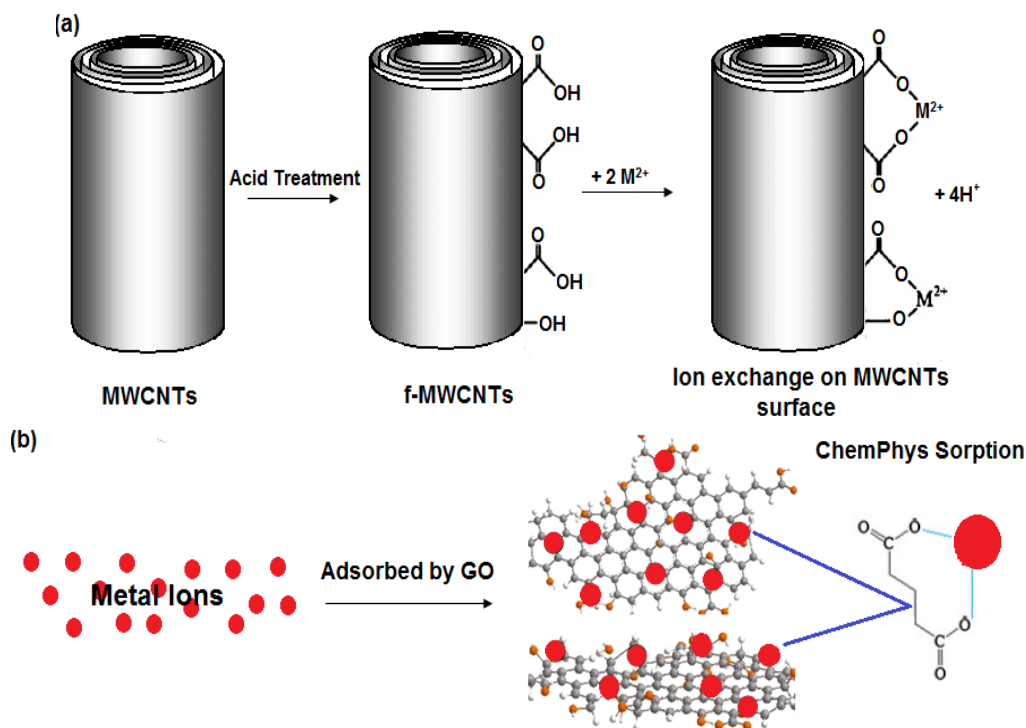 (a)
O
OH
OH
O
O
OH
OH
Acid Treatment
+ 2 M²⁺
O
O
M²⁺
O
O
O
O
M²⁺
O
+ 4H⁺
MWCNTs
f-MWCNTs
Ion exchange on MWCNTs
surface
(b)
ChemPhys Sorption
Metal Ions
Adsorbed by GO
O
C
O
C
O
O